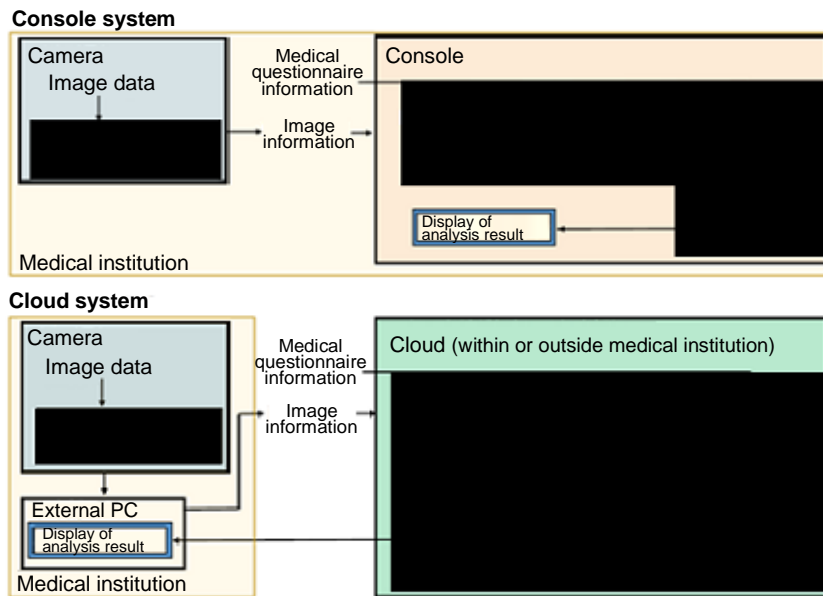 Console system
Camera
Image data
Medical
questionnaire
information
Image
information
Console
Display of
analysis result
Medical institution
Cloud system
Camera
Image data
Medical
questionnaire
information
Image
information
Cloud (within or outside medical institution)
External PC
Display of
analysis result
Medical institution